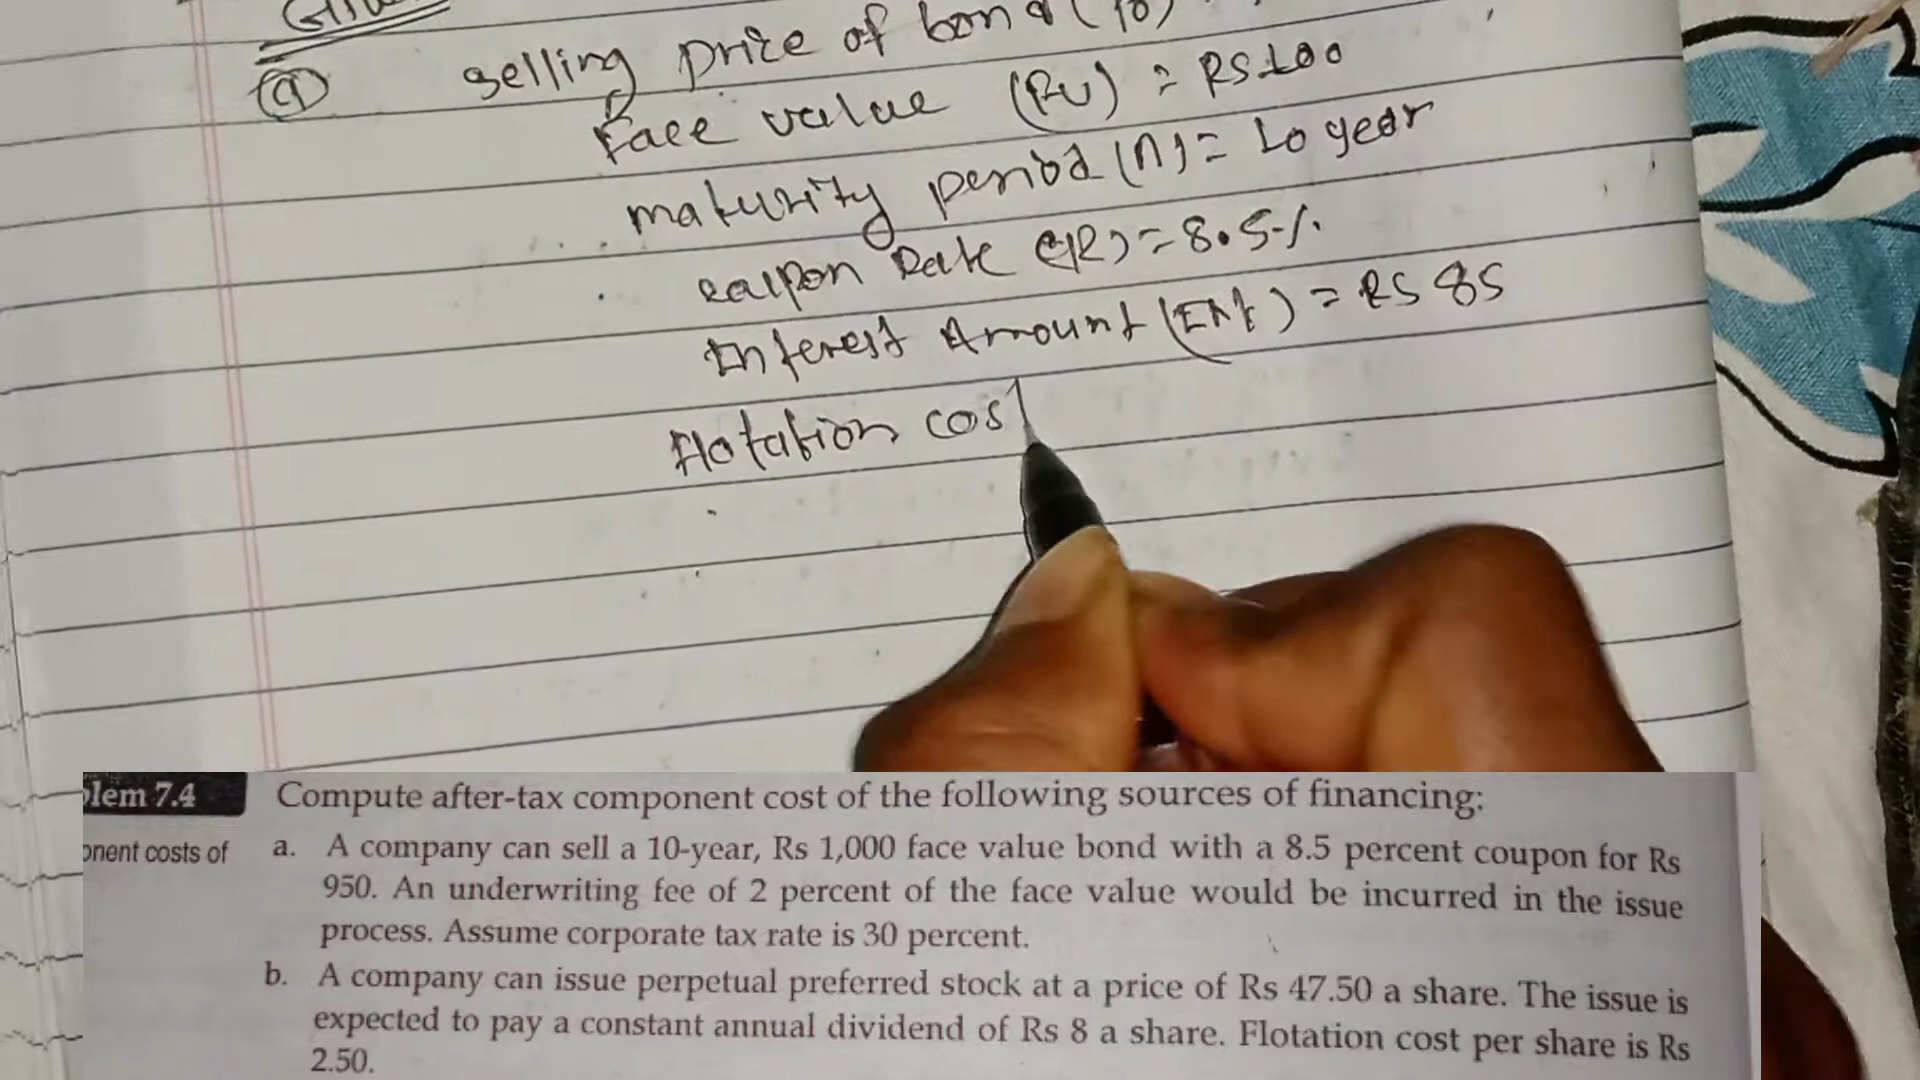 (a) selling price of bond (P0)
Face value (FV) = RS 100
maturity period (n) = 10 year
coupon Rate (CR) = 8.5%
Interest Amount (INt) = RS 85
Flotation cost
lem 7.4
Compute after-tax component cost of the following sources of financing:
onent costs of
a. A company can sell a 10-year, Rs 1,000 face value bond with a 8.5 percent coupon for Rs
950. An underwriting fee of 2 percent of the face value would be incurred in the issue
process. Assume corporate tax rate is 30 percent.
b. A company can issue perpetual preferred stock at a price of Rs 47.50 a share. The issue is
expected to pay a constant annual dividend of Rs 8 a share. Flotation cost per share is Rs
2.50.